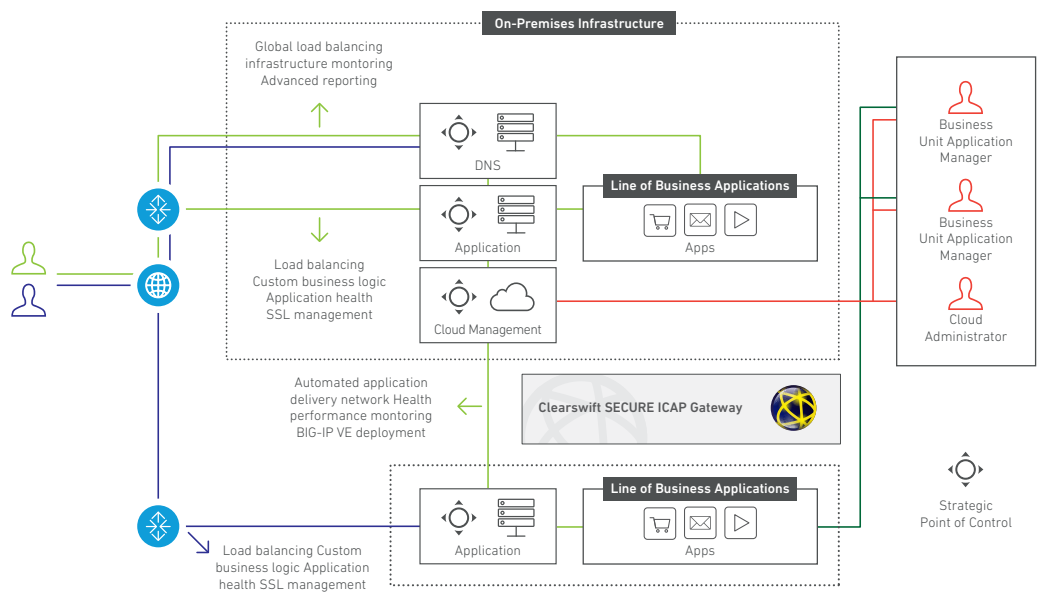 On-Premises Infrastructure
Global load balancing
infrastructure montoring
Advanced reporting
DNS
Line of Business Applications
Apps
Application
Load balancing
Custom business logic
Application health
SSL management
Cloud Management
Business
Unit Application
Manager
Business
Unit Application
Manager
Cloud
Administrator
Automated application
delivery network Health
performance montoring
BIG-IP VE deployment
Clearswift SECURE ICAP Gateway
Line of Business Applications
Apps
Application
Load balancing Custom
business logic Application
health SSL management
Strategic
Point of Control